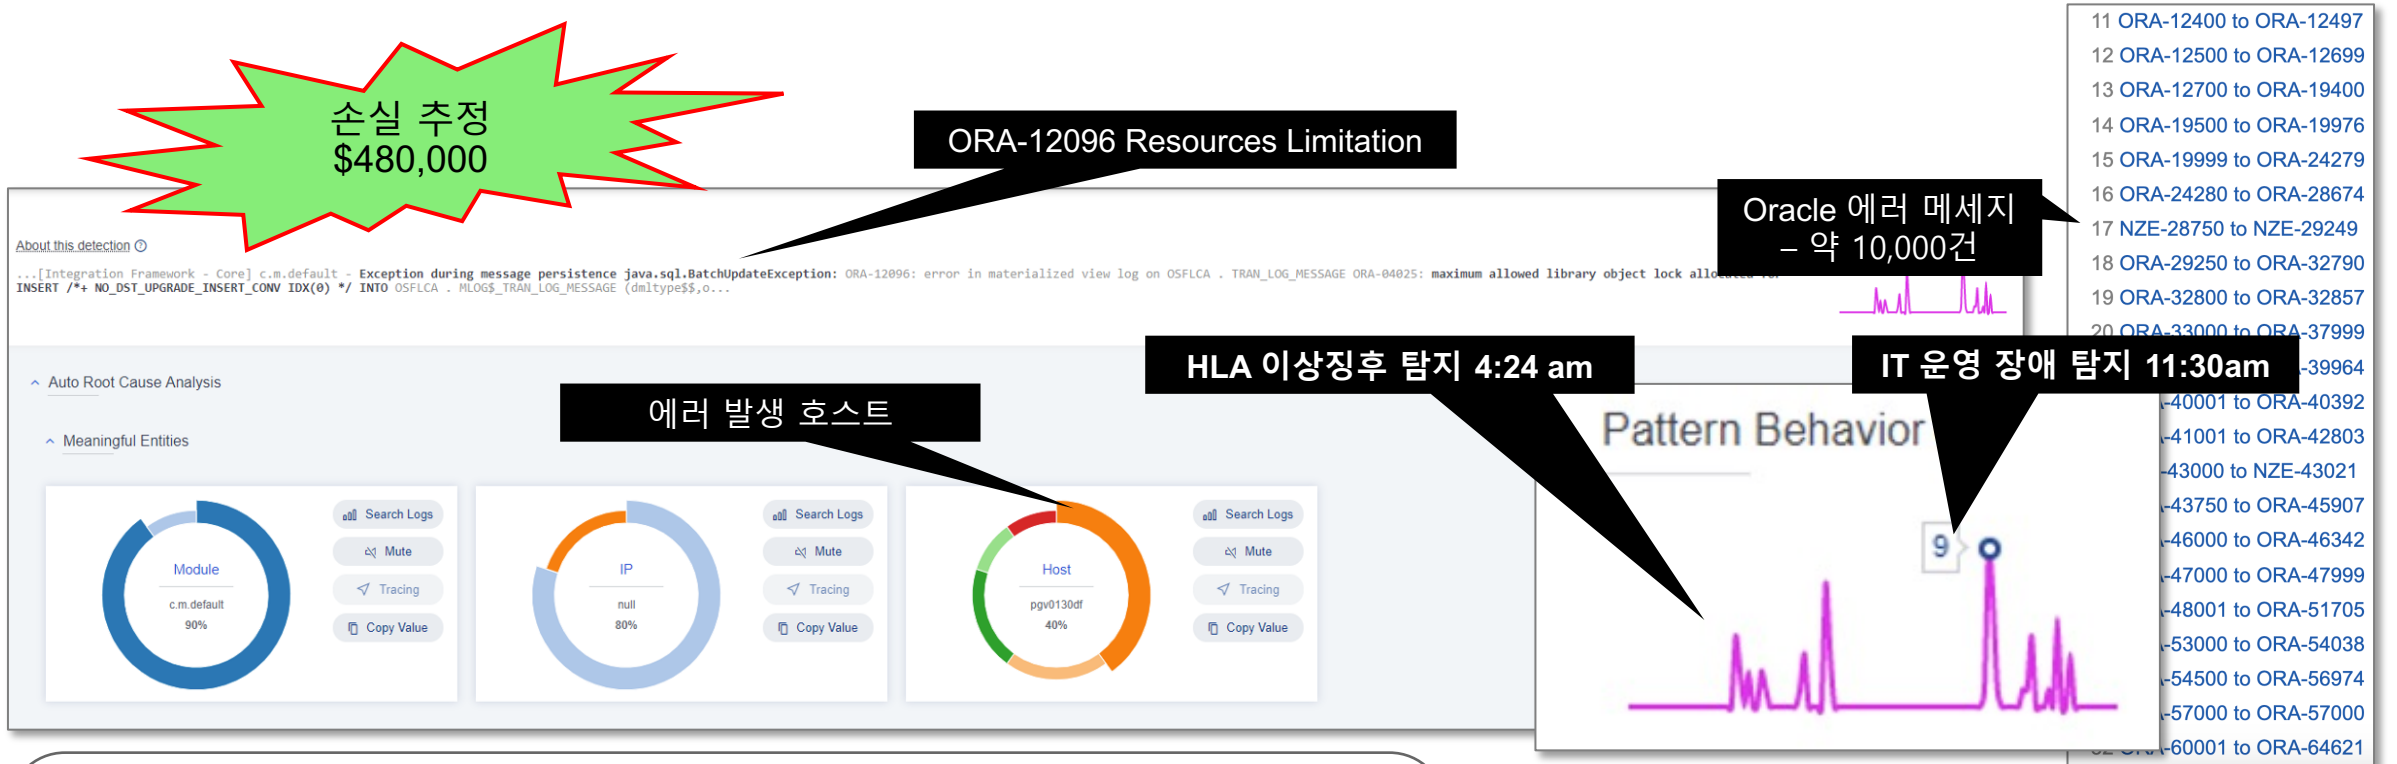 손실 추정
$480,000
ORA-12096 Resources Limitation
Oracle 에러 메세지
– 약 10,000건
About this detection
...[Integration Framework - Core] c.m.default - Exception during message persistence java.sql.BatchUpdateException: ORA-12096: error in materialized view log on OSFLCA . TRAN_LOG_MESSAGE ORA-04025: maximum allowed library object lock allocated for
INSERT /*+ NO_DST_UPGRADE_INSERT_CONV IDX(0) */ INTO OSFLCA . MLOG$_TRAN_LOG_MESSAGE (dmltype$$,o...
HLA 이상징후 탐지 4:24 am
IT 운영 장애 탐지 11:30am
Auto Root Cause Analysis
에러 발생 호스트
Meaningful Entities
Module
c.m.default
90%
Search Logs
Mute
Tracing
Copy Value
IP
null
80%
Search Logs
Mute
Tracing
Copy Value
Host
pgv0130df
40%
Search Logs
Mute
Tracing
Copy Value
Pattern Behavior
9
11 ORA-12400 to ORA-12497
12 ORA-12500 to ORA-12699
13 ORA-12700 to ORA-19400
14 ORA-19500 to ORA-19976
15 ORA-19999 to ORA-24279
16 ORA-24280 to ORA-28674
17 NZE-28750 to NZE-29249
18 ORA-29250 to ORA-32790
19 ORA-32800 to ORA-32857
20 ORA-33000 to ORA-37999
-39964
-40001 to ORA-40392
-41001 to ORA-42803
-43000 to NZE-43021
-43750 to ORA-45907
-46000 to ORA-46342
-47000 to ORA-47999
-48001 to ORA-51705
-53000 to ORA-54038
-54500 to ORA-56974
-57000 to ORA-57000
-60001 to ORA-64621